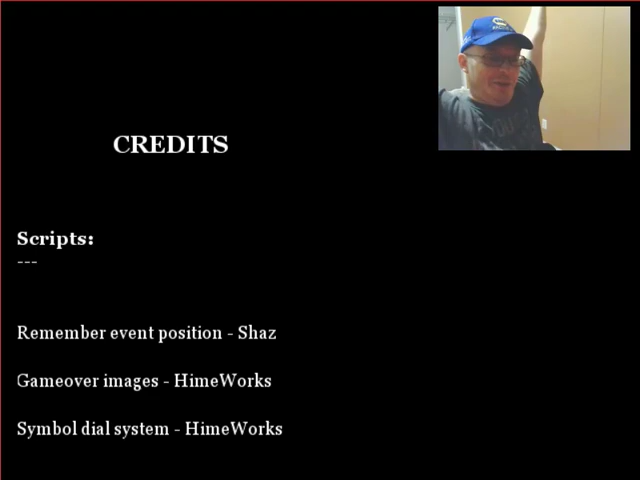 CREDITS
Scripts:
---
Remember event position - Shaz
Gameover images - HimeWorks
Symbol dial system - HimeWorks